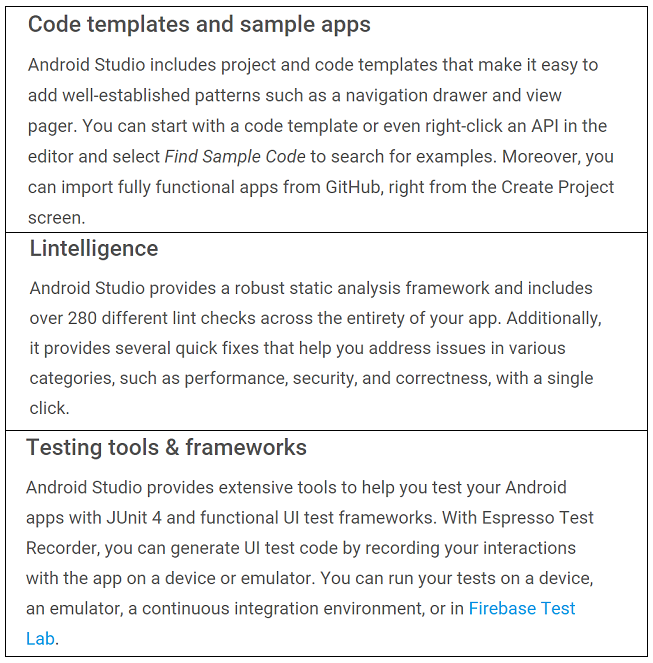 Code templates and sample apps
Android Studio includes project and code templates that make it easy to
add well-established patterns such as a navigation drawer and view
pager. You can start with a code template or even right-click an API in the
editor and select Find Sample Code to search for examples. Moreover, you
can import fully functional apps from GitHub, right from the Create Project
screen.
Lintelligence
Android Studio provides a robust static analysis framework and includes
over 280 different lint checks across the entirety of your app. Additionally,
it provides several quick fixes that help you address issues in various
categories, such as performance, security, and correctness, with a single
click.
Testing tools & frameworks
Android Studio provides extensive tools to help you test your Android
apps with JUnit 4 and functional UI test frameworks. With Espresso Test
Recorder, you can generate UI test code by recording your interactions
with the app on a device or emulator. You can run your tests on a device,
an emulator, a continuous integration environment, or in Firebase Test
Lab.